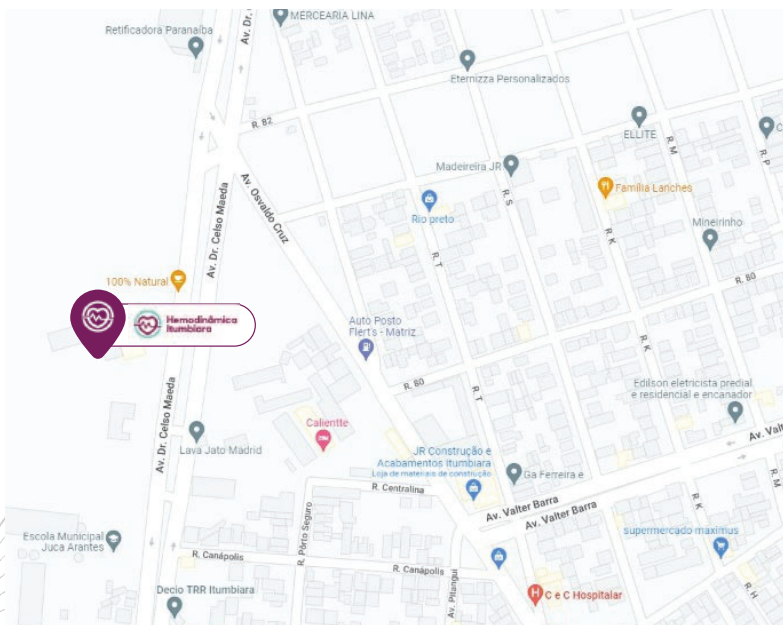 MERCEARIA LINA
Retificadora Paranaíba
Av. Dr.
Eternizza Personalizados
R. 82
ELLITE
R. M
C
R. P
Av. Osvaldo Cruz
Madeireira JR
R. S
Família Lanches
Rio preto
R. K
Mineirinho
Av. Dr. Celso Maeda
R. T
R. 80
100% Natural
Hemodinâmica
Itumbiara
Auto Posto
Flert's - Matriz
R. K
R. 80
R. T
Edilson eletricista predial
e residencial e encanador
Av. Dr. Celso Maeda
Calientte
Lava Jato Madrid
JR Construção e
Acabamentos Itumbiara
Loja de materiais de construção
Av. Valt
Ga Ferreira e
R. M
R. Centralina
R. K
Av. Valter Barra
Av. Valter Barra
R. Pôrto Seguro
supermercado maximus
Escola Municipal
Juca Arantes
R. Canápolis
R. Canápolis
Av. Pitangui
R. H
Decio TRR Itumbiara
C e C Hospitalar